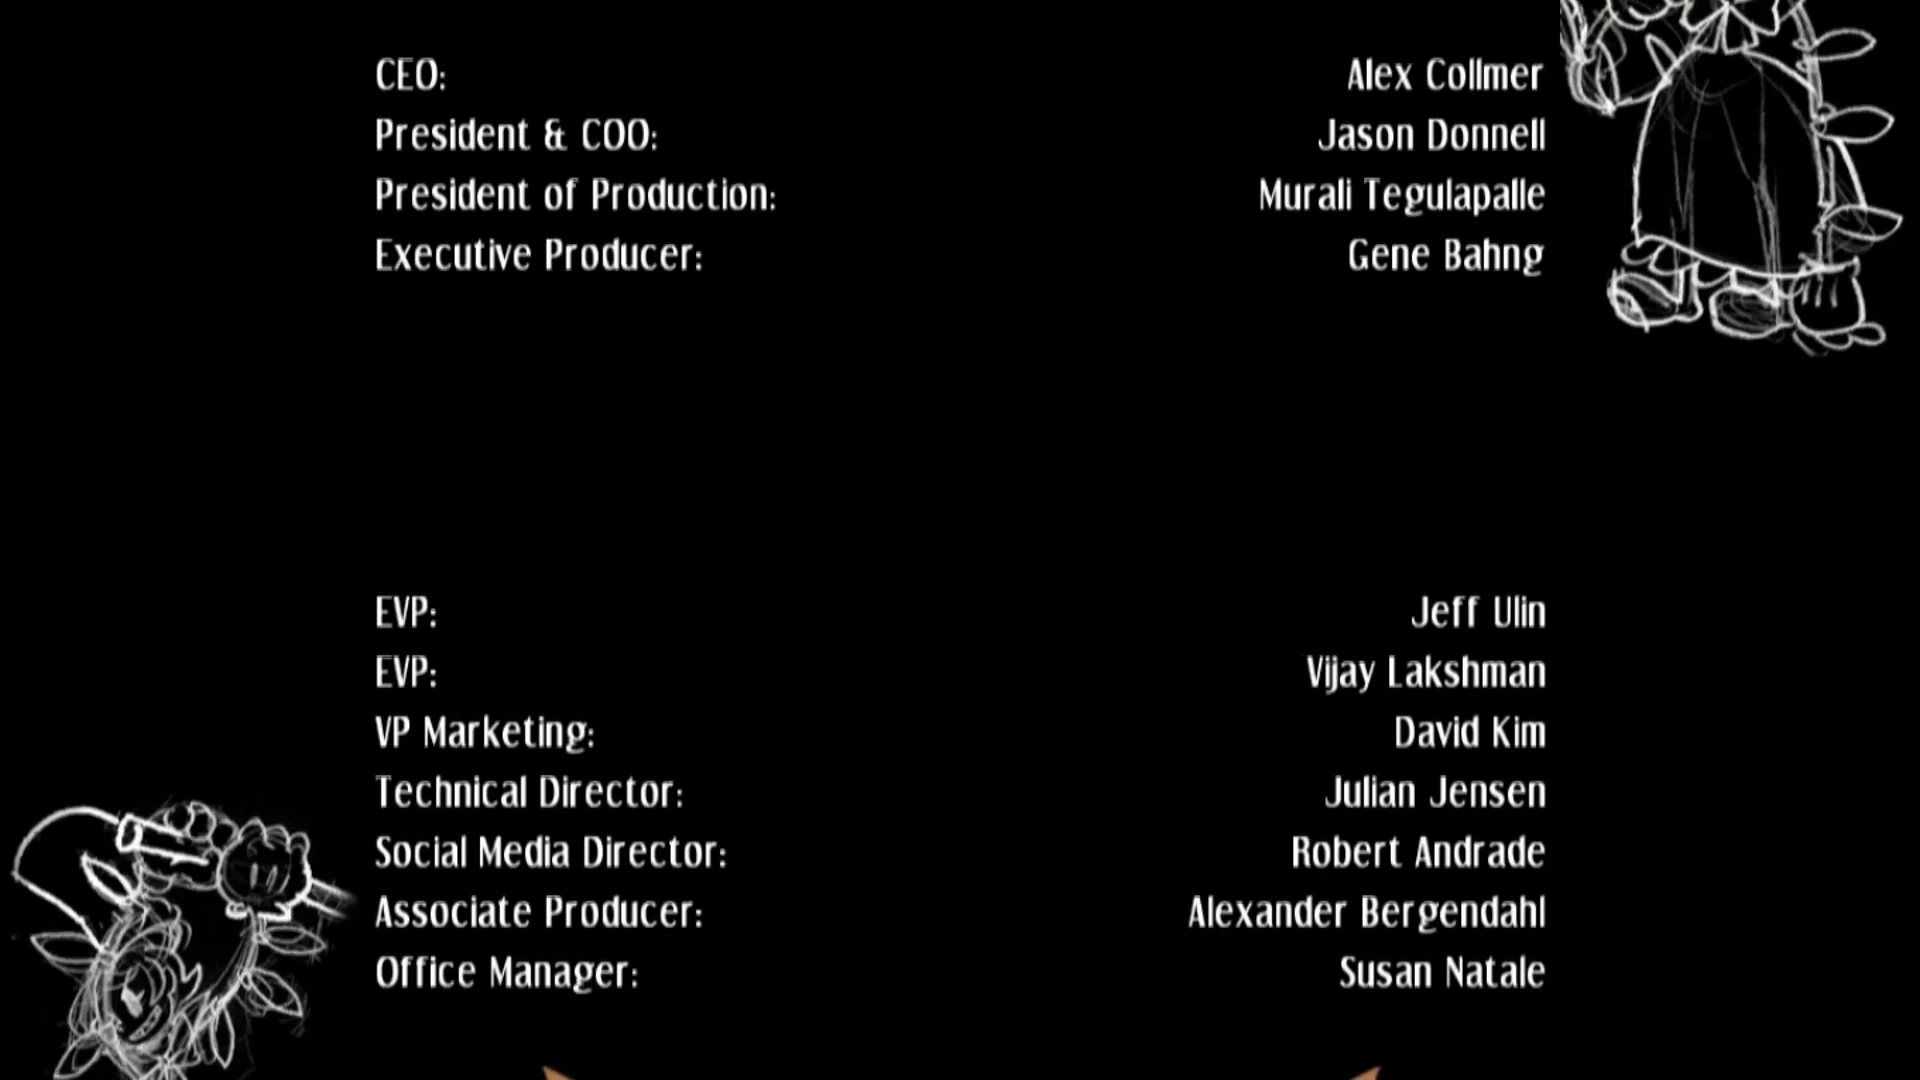 CEO: Alex Collmer
President & COO: Jason Donnell
President of Production: Murali Tegulapalle
Executive Producer: Gene Bahng
EVP: Jeff Ulin
EVP: Vijay Lakshman
VP Marketing: David Kim
Technical Director: Julian Jensen
Social Media Director: Robert Andrade
Associate Producer: Alexander Bergendahl
Office Manager: Susan Natale